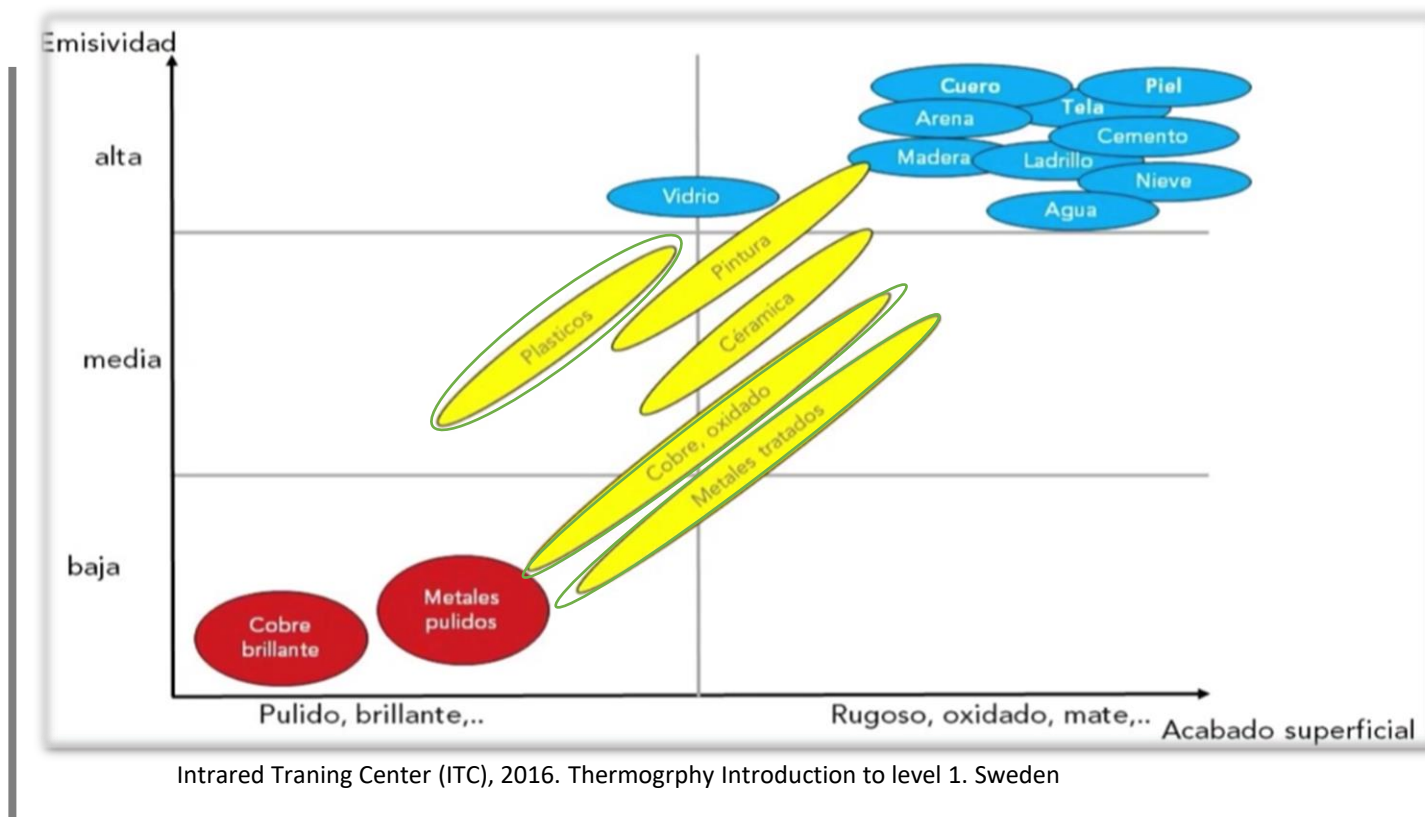 Emisividad
alta
media
baja
Cuero
Piel
Tela
Arena
Cemento
Madera
Ladrillo
Nieve
Vidrio
Agua
Pintura
Plasticos
Céramica
Cobre, oxidado
Metales tratados
Metales
pulidos
Cobre
brillante
Pulido, brillante,..
Rugoso, oxidado, mate,..
Acabado superficial
Intrared Traning Center (ITC), 2016. Thermogrphy Introduction to level 1. Sweden